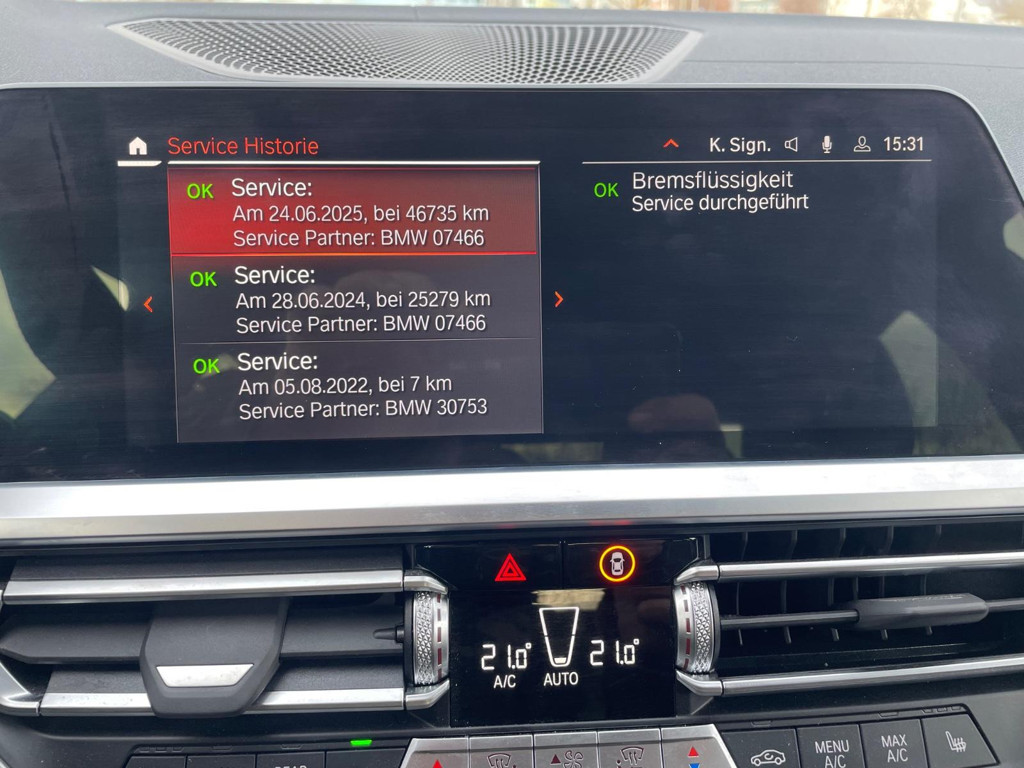 Service Historie
K. Sign.
15:31
OK Service:
Am 24.06.2025, bei 46735 km
Service Partner: BMW 07466
OK Service:
Am 28.06.2024, bei 25279 km
Service Partner: BMW 07466
OK Service:
Am 05.08.2022, bei 7 km
Service Partner: BMW 30753
OK Bremsflüssigkeit
Service durchgeführt
21.0° 21.0°
A/C AUTO
MENU
A/C
MAX
A/C